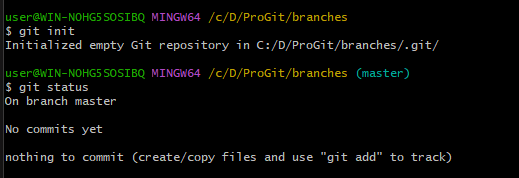 user@WIN-NOHG5SOSIBQ MINGW64 /c/D/ProGit/branches
$ git init
Initialized empty Git repository in C:/D/ProGit/branches/.git/
user@WIN-NOHG5SOSIBQ MINGW64 /c/D/ProGit/branches (master)
$ git status
On branch master
No commits yet
nothing to commit (create/copy files and use "git add" to track)